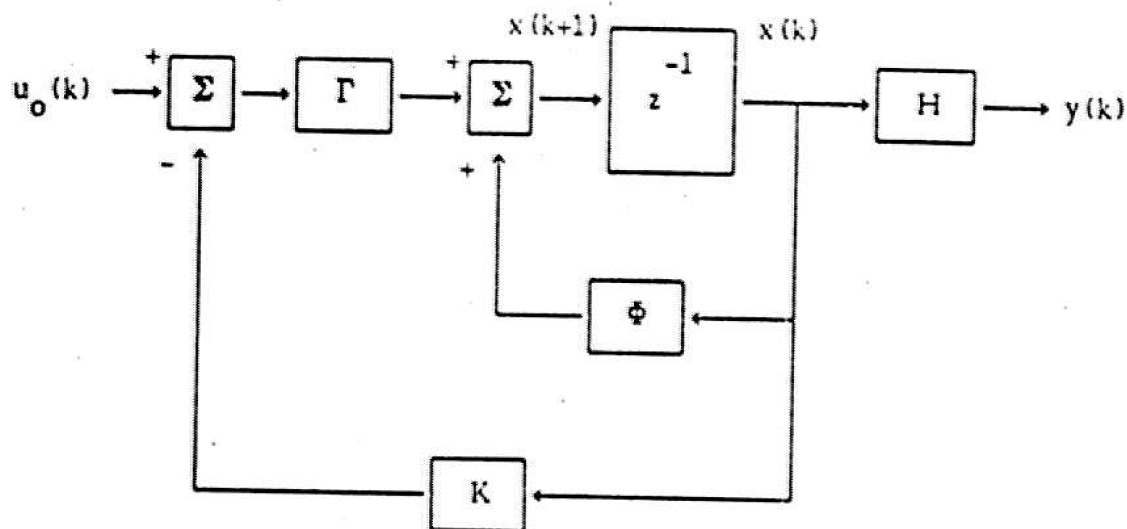 x(k+1)
x(k)
-1
z
+
Σ
Γ
+
Σ
H
u₀(k)
y(k)
-
+
Φ
K